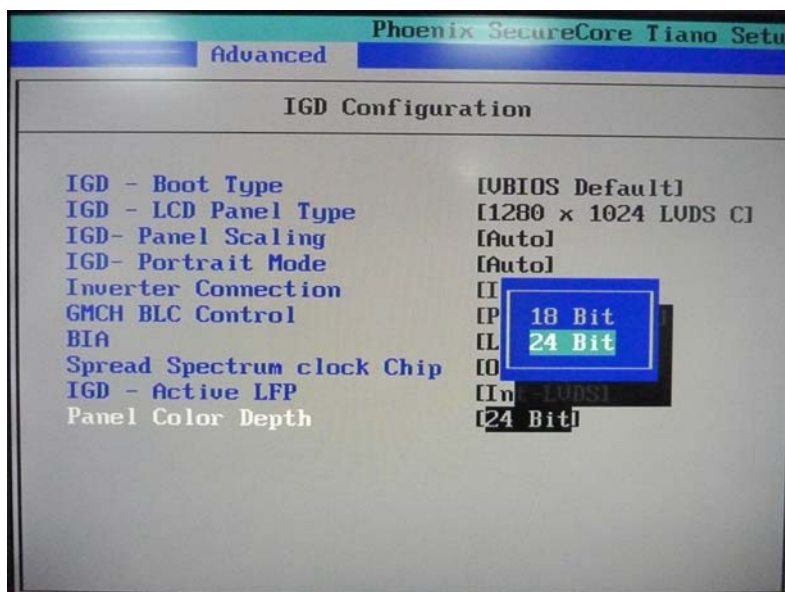 Phoenix SecureCore Tiano Setu
Advanced
IGD Configuration
IGD - Boot Type [VBIOS Default]
IGD - LCD Panel Type [1280 x 1024 LVDS C]
IGD- Panel Scaling [Auto]
IGD- Portrait Mode [Auto]
Inverter Connection [I
GMCH BLC Control [P
18 Bit
BIA [L
24 Bit
Spread Spectrum clock Chip [O
IGD - Active LFP [Int-LVDS]
Panel Color Depth [24 Bit]